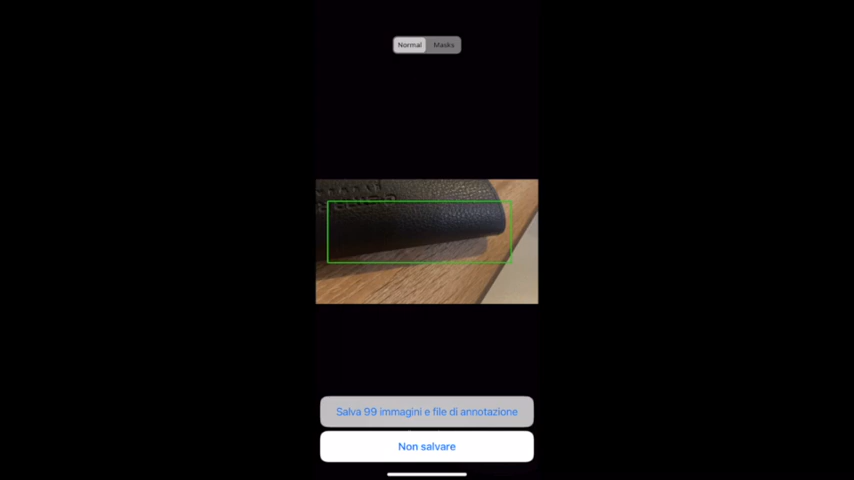 Normal Masks
Salva 99 immagini e file di annotazione
Non salvare